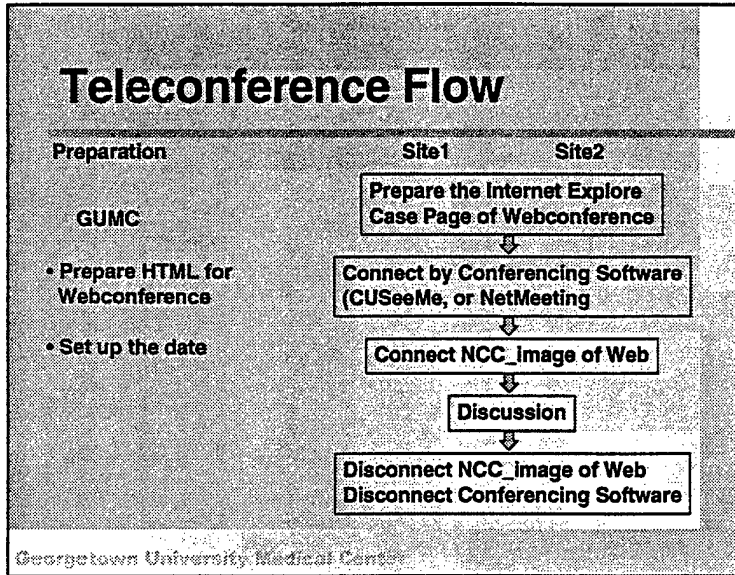 Teleconference Flow
Preparation
GUMC
• Prepare HTML for
Webconference
• Set up the date
Site1 Site2
Prepare the Internet Explore
Case Page of Webconference
Connect by Conferencing Software
(CUSeeMe, or NetMeeting
Connect NCC_image of Web
Discussion
Disconnect NCC_image of Web
Disconnect Conferencing Software
Georgetown University Medical Center